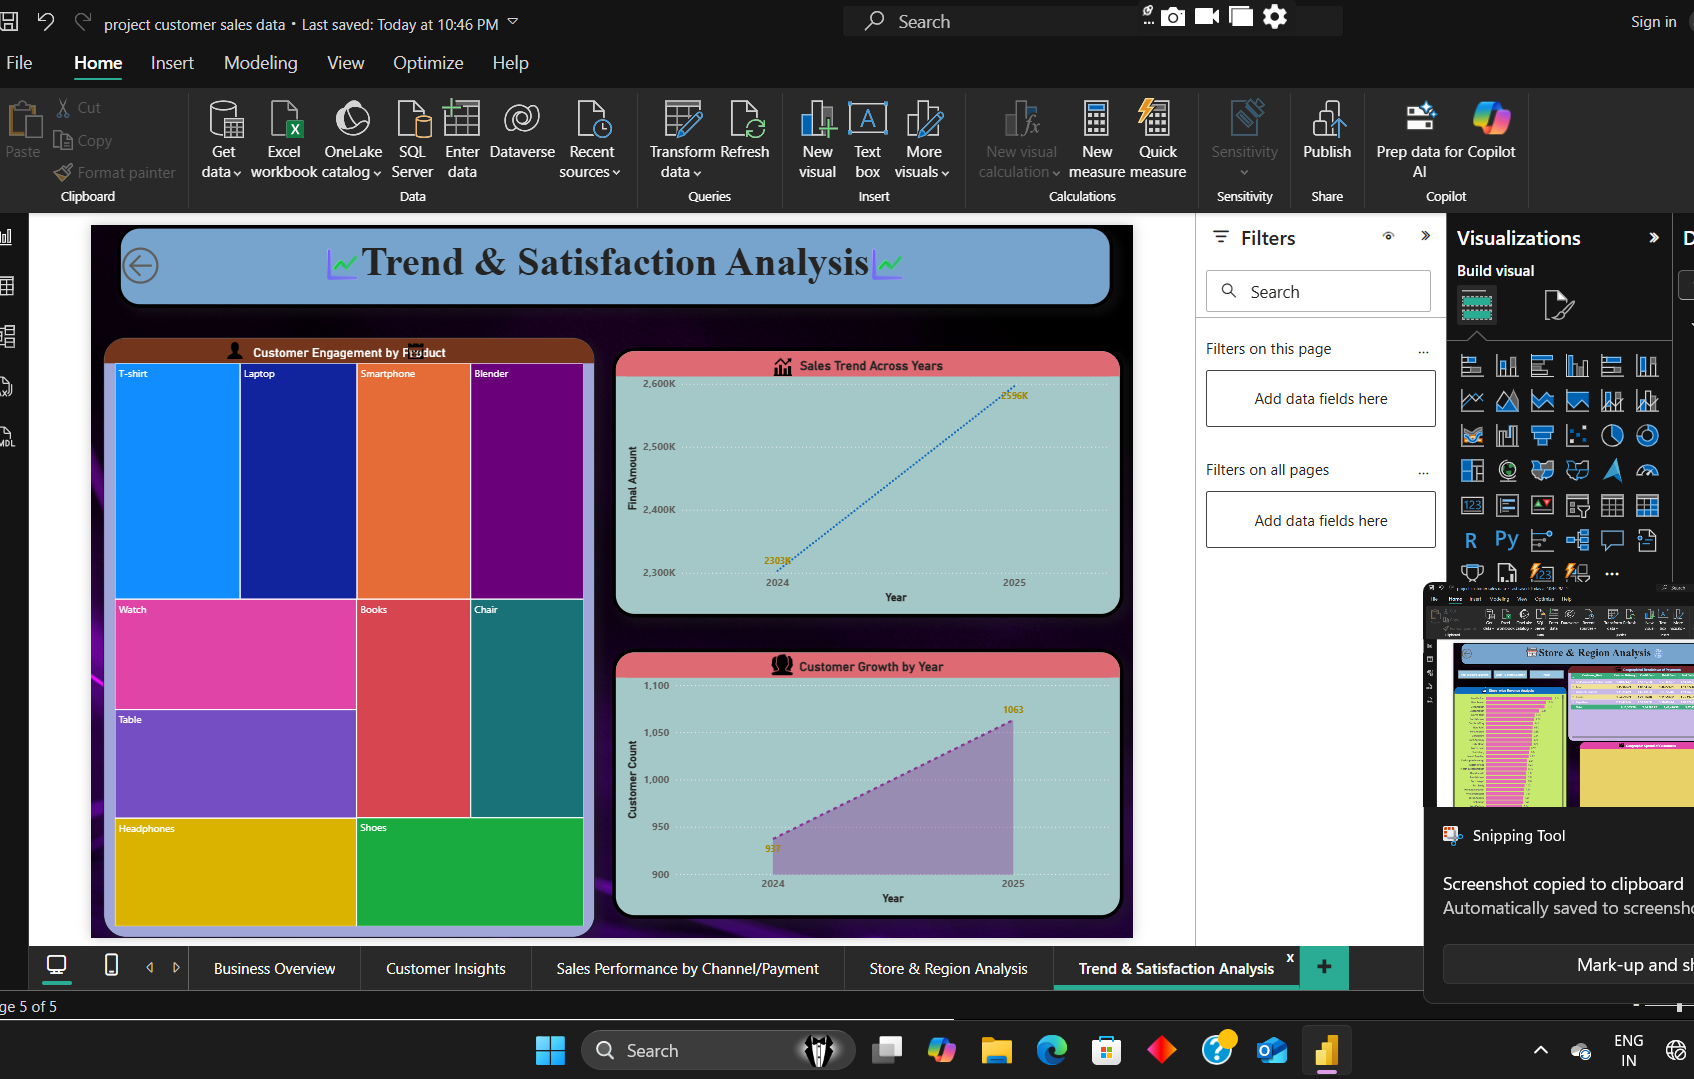 project customer sales data • Last saved: Today at 10:46 PM
Search
Sign in
File
Home
Insert
Modeling
View
Optimize
Help
Paste
Cut
Copy
Format painter
Clipboard
Get data
Excel workbook
OneLake catalog
SQL Server
Enter data
Dataverse
Recent sources
Data
Transform data
Refresh
Queries
New visual
Text box
More visuals
Insert
New visual calculation
New measure
Quick measure
Calculations
Sensitivity
Sensitivity
Publish
Share
Prep data for AI
Copilot
Copilot
Trend & Satisfaction Analysis
Customer Engagement by Product
T-shirt
Laptop
Smartphone
Blender
Watch
Books
Chair
Table
Headphones
Shoes
Sales Trend Across Years
2,600K
2,500K
2,400K
2,300K
Final Amount
2303K
2596K
2024
2025
Year
Customer Growth by Year
1,100
1,050
1,000
950
900
Customer Count
937
1063
2024
2025
Year
Filters
Search
Filters on this page
...
Add data fields here
Filters on all pages
...
Add data fields here
Visualizations
D
Build visual
R
Py
123
Store & Region Analysis
Snipping Tool
Screenshot copied to clipboard
Automatically saved to screensho
Mark-up and sh
Business Overview
Customer Insights
Sales Performance by Channel/Payment
Store & Region Analysis
Trend & Satisfaction Analysis
x
+
ge 5 of 5
Search
ENG
IN